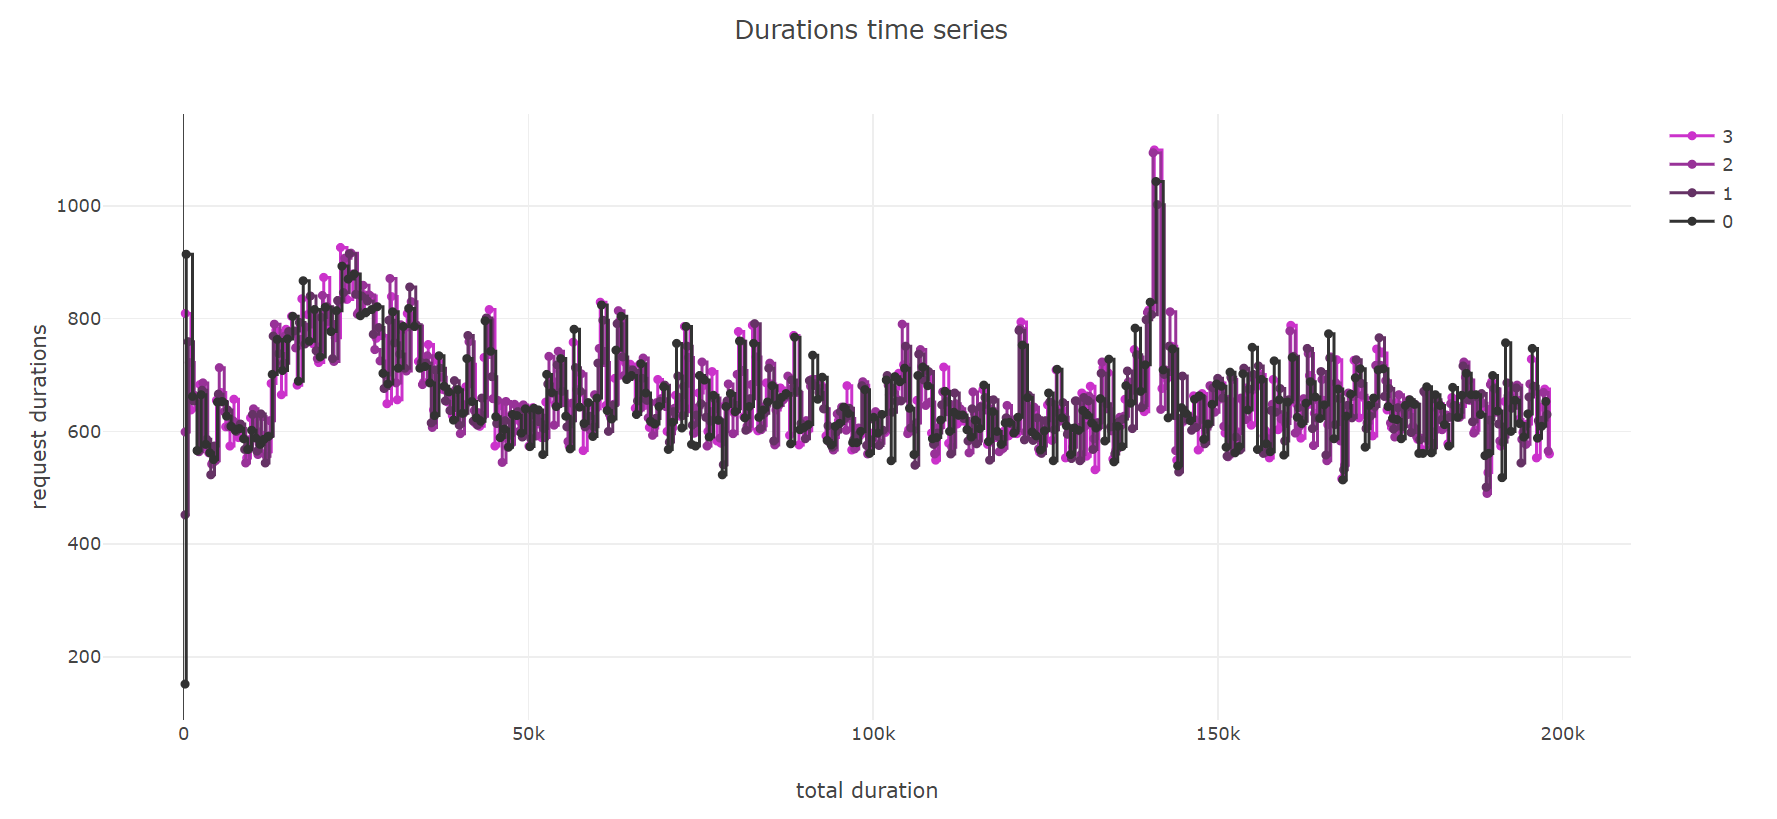 Durations time series
3
2
1
0
1000
800
600
400
200
request durations
0
50k
100k
150k
200k
total duration